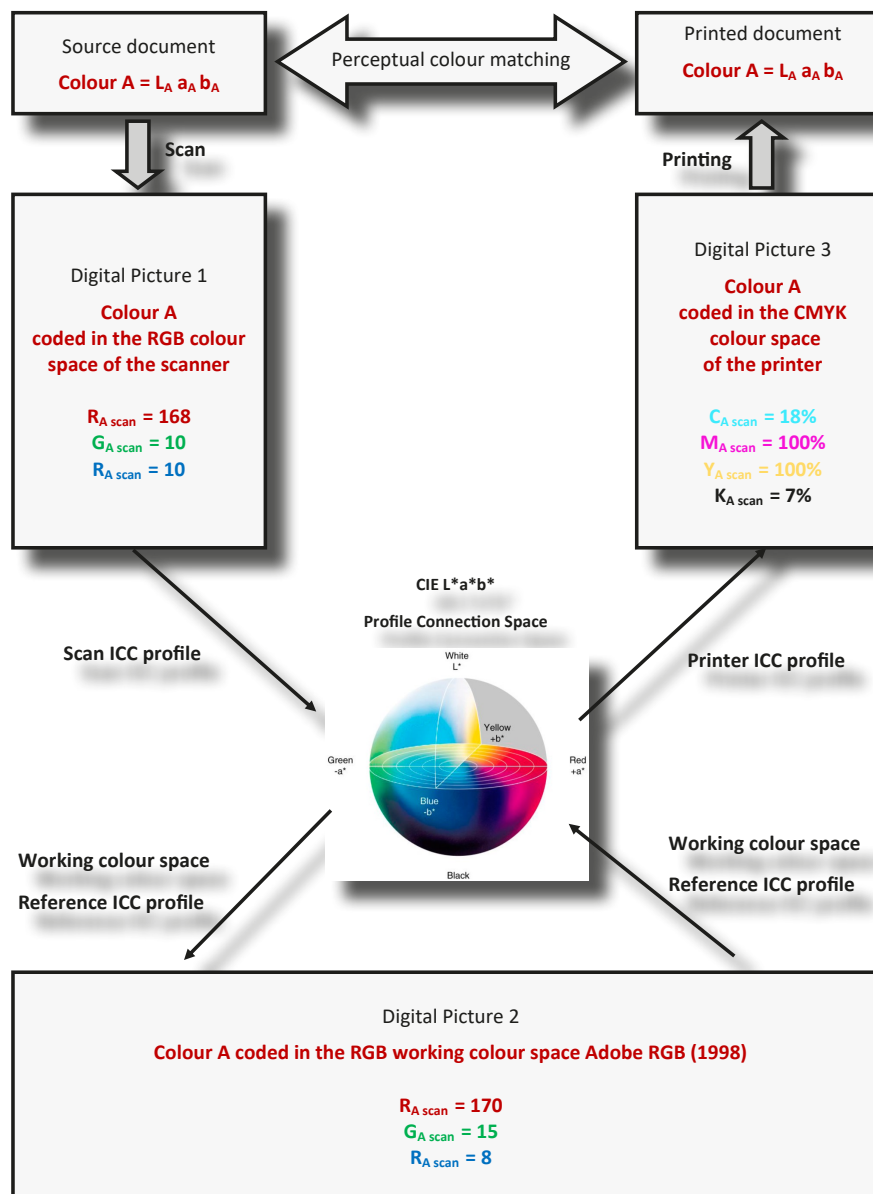 Source document
Colour A = LA aA bA
Perceptual colour matching
Printed document
Colour A = LA aA bA
Scan
Printing
Digital Picture 1
Colour A
coded in the RGB colour
space of the scanner
RA scan = 168
GA scan = 10
RA scan = 10
Digital Picture 3
Colour A
coded in the CMYK
colour space
of the printer
CA scan = 18%
MA scan = 100%
YA scan = 100%
KA scan = 7%
CIE L*a*b*
Profile Connection Space
Scan ICC profile
Printer ICC profile
White
L*
Yellow
+b*
Green
-a*
Red
+a*
Blue
-b*
Black
Working colour space
Reference ICC profile
Working colour space
Reference ICC profile
Digital Picture 2
Colour A coded in the RGB working colour space Adobe RGB (1998)
RA scan = 170
GA scan = 15
RA scan = 8